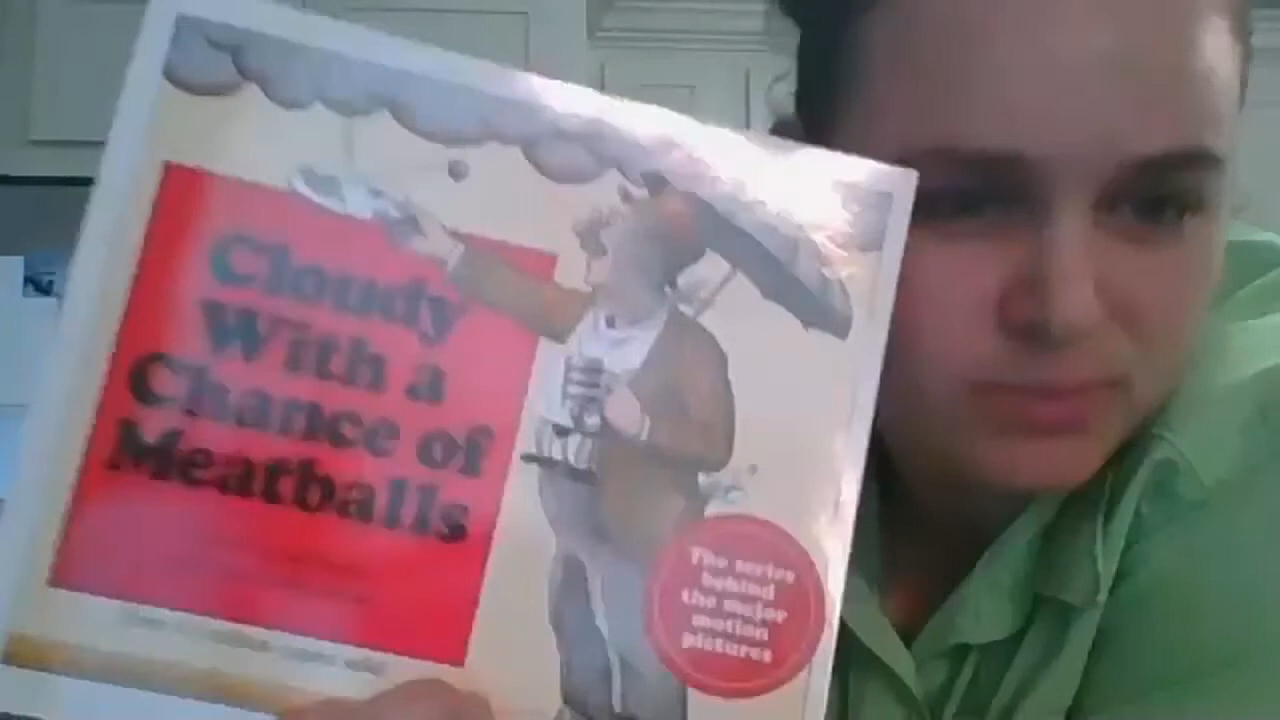 Cloudy
With a
Chance of
Meatballs
The series
behind
the major
motion
pictures